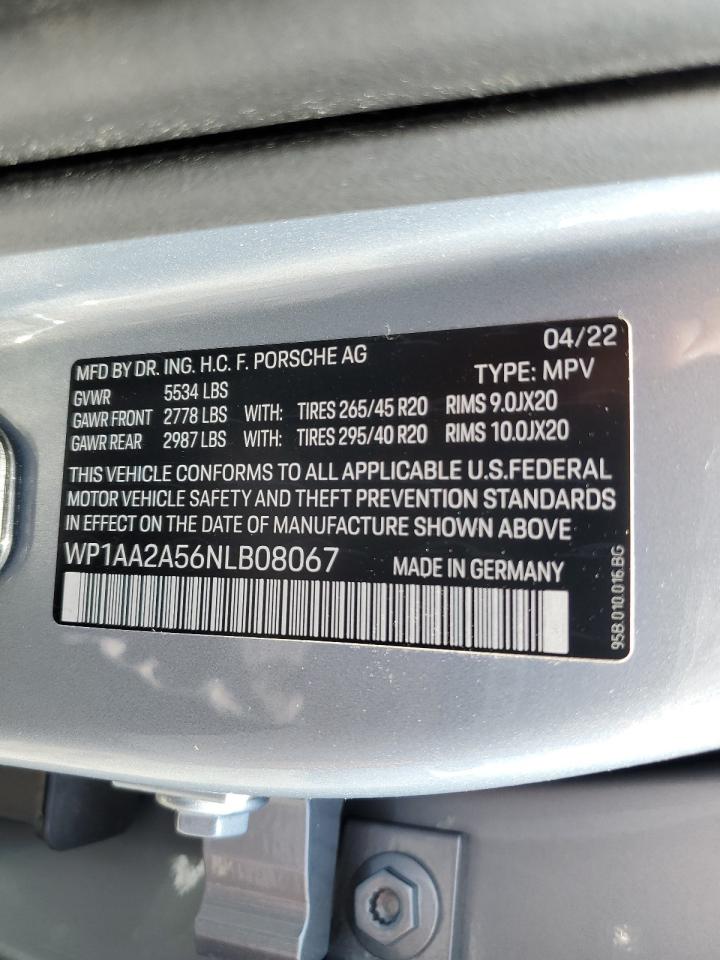 04/22
MFD BY DR. ING. H.C. F. PORSCHE AG
TYPE: MPV
GVWR 5534 LBS
GAWR FRONT 2778 LBS WITH: TIRES 265/45 R20 RIMS 9.0JX20
GAWR REAR 2987 LBS WITH: TIRES 295/40 R20 RIMS 10.0JX20
THIS VEHICLE CONFORMS TO ALL APPLICABLE U.S.FEDERAL
MOTOR VEHICLE SAFETY AND THEFT PREVENTION STANDARDS
IN EFFECT ON THE DATE OF MANUFACTURE SHOWN ABOVE
WP1AA2A56NLB08067 MADE IN GERMANY
95B.010.016.BG